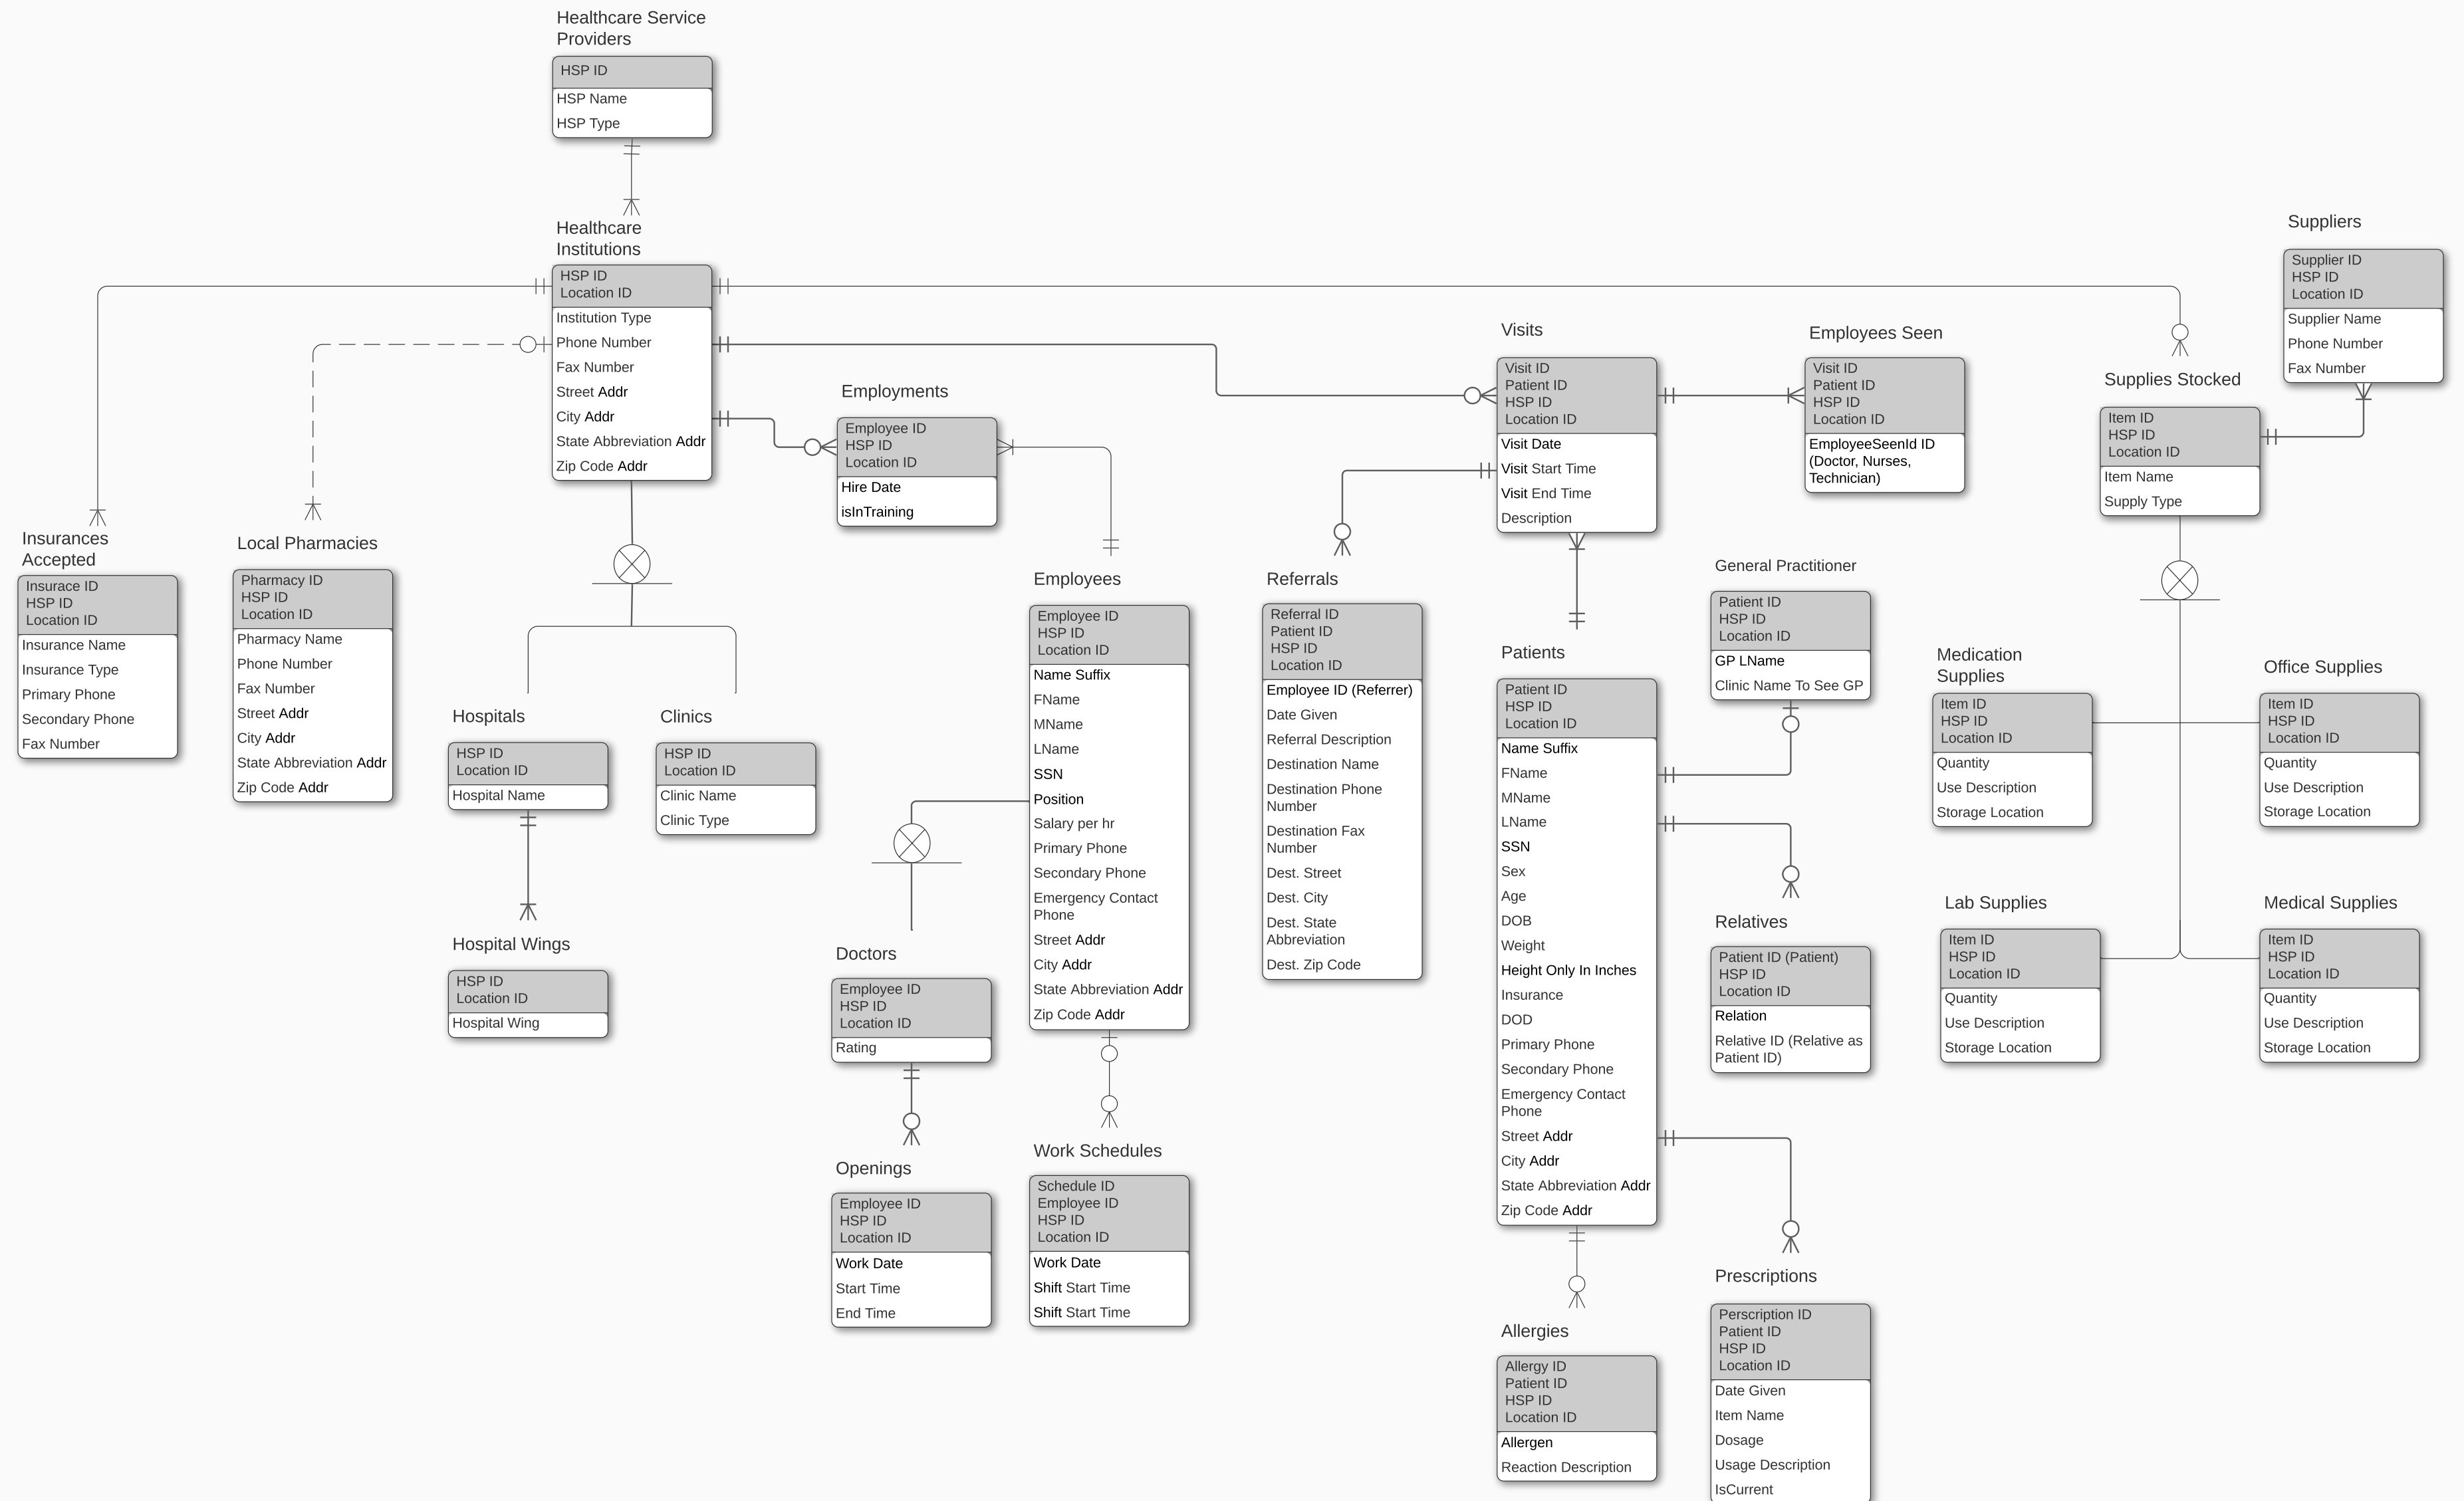 Healthcare Service
Providers
HSP ID
HSP Name
HSP Type
Healthcare
Institutions
HSP ID
Location ID
Institution Type
Phone Number
Fax Number
Street Addr
City Addr
State Abbreviation Addr
Zip Code Addr
Insurances
Accepted
Insurace ID
HSP ID
Location ID
Insurance Name
Insurance Type
Primary Phone
Secondary Phone
Fax Number
Local Pharmacies
Pharmacy ID
HSP ID
Location ID
Pharmacy Name
Phone Number
Fax Number
Street Addr
City Addr
State Abbreviation Addr
Zip Code Addr
Hospitals
HSP ID
Location ID
Hospital Name
Clinics
HSP ID
Location ID
Clinic Name
Clinic Type
Hospital Wings
HSP ID
Location ID
Hospital Wing
Employments
Employee ID
HSP ID
Location ID
Hire Date
isInTraining
Employees
Employee ID
HSP ID
Location ID
Name Suffix
FName
MName
LName
SSN
Position
Salary per hr
Primary Phone
Secondary Phone
Emergency Contact
Phone
Street Addr
City Addr
State Abbreviation Addr
Zip Code Addr
Doctors
Employee ID
HSP ID
Location ID
Rating
Openings
Employee ID
HSP ID
Location ID
Work Date
Start Time
End Time
Work Schedules
Schedule ID
Employee ID
HSP ID
Location ID
Work Date
Shift Start Time
Shift Start Time
Visits
Visit ID
Patient ID
HSP ID
Location ID
Visit Date
Visit Start Time
Visit End Time
Description
Employees Seen
Visit ID
Patient ID
HSP ID
Location ID
EmployeeSeenId ID
(Doctor, Nurses,
Technician)
Referrals
Referral ID
Patient ID
HSP ID
Location ID
Employee ID (Referrer)
Date Given
Referral Description
Destination Name
Destination Phone
Number
Destination Fax
Number
Dest. Street
Dest. City
Dest. State
Abbreviation
Dest. Zip Code
Patients
Patient ID
HSP ID
Location ID
Name Suffix
FName
MName
LName
SSN
Sex
Age
DOB
Weight
Height Only In Inches
Insurance
DOD
Primary Phone
Secondary Phone
Emergency Contact
Phone
Street Addr
City Addr
State Abbreviation Addr
Zip Code Addr
General Practitioner
Patient ID
HSP ID
Location ID
GP LName
Clinic Name To See GP
Relatives
Patient ID (Patient)
HSP ID
Location ID
Relation
Relative ID (Relative as
Patient ID)
Allergies
Allergy ID
Patient ID
HSP ID
Location ID
Allergen
Reaction Description
Prescriptions
Perscription ID
Patient ID
HSP ID
Location ID
Date Given
Item Name
Dosage
Usage Description
IsCurrent
Suppliers
Supplier ID
HSP ID
Location ID
Supplier Name
Phone Number
Fax Number
Supplies Stocked
Item ID
HSP ID
Location ID
Item Name
Supply Type
Medication
Supplies
Item ID
HSP ID
Location ID
Quantity
Use Description
Storage Location
Office Supplies
Item ID
HSP ID
Location ID
Quantity
Use Description
Storage Location
Lab Supplies
Item ID
HSP ID
Location ID
Quantity
Use Description
Storage Location
Medical Supplies
Item ID
HSP ID
Location ID
Quantity
Use Description
Storage Location